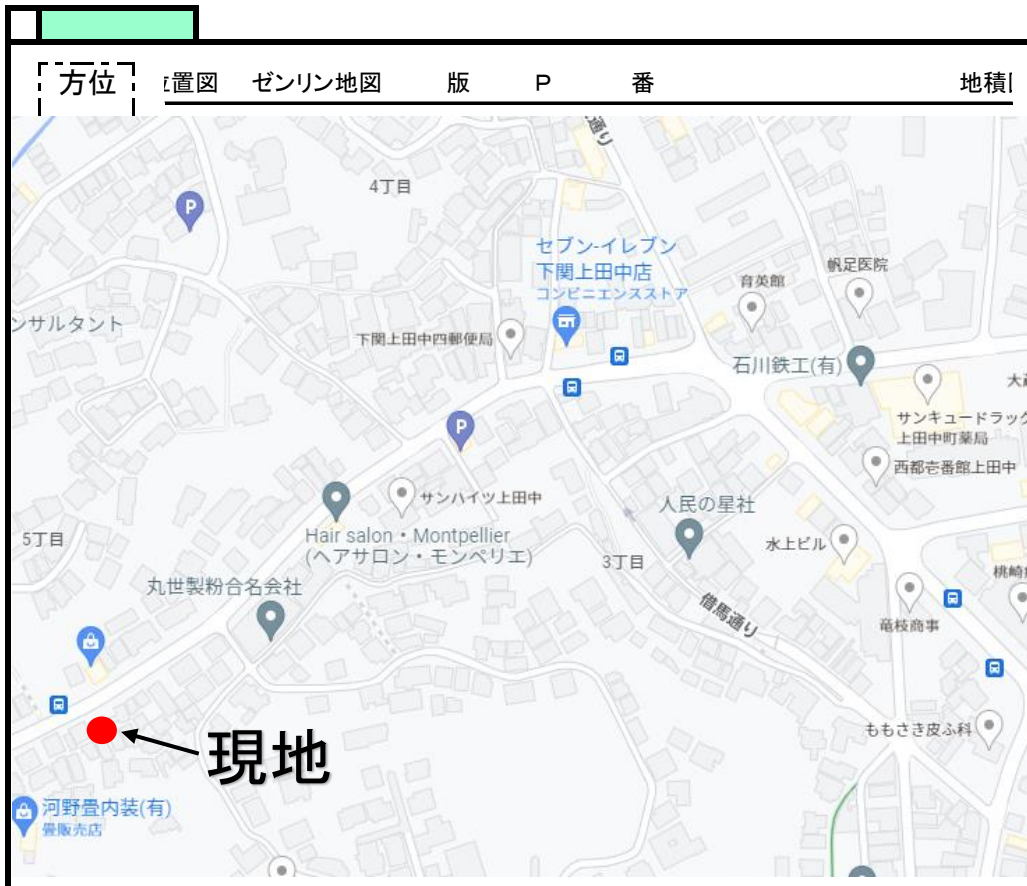 方位
位置図 ゼンリン地図 版 P 番 地積
通り
4丁目
P
セブン-イレブン
下関上田中店
コンビニエンスストア
帆足医院
育英館
ンサルタント
下関上田中四郵便局
石川鉄工(有)
サンキュードラッグ
上田中町薬局
P
西都壱番館上田中
サンハイツ上田中
人民の星社
Hair salon・Montpellier
(ヘアサロン・モンペリエ)
5丁目
水上ビル
3丁目
丸世製粉合名会社
借馬通り
竜枝商事
ももさき皮ふ科
現地
河野畳内装(有)
畳販売店